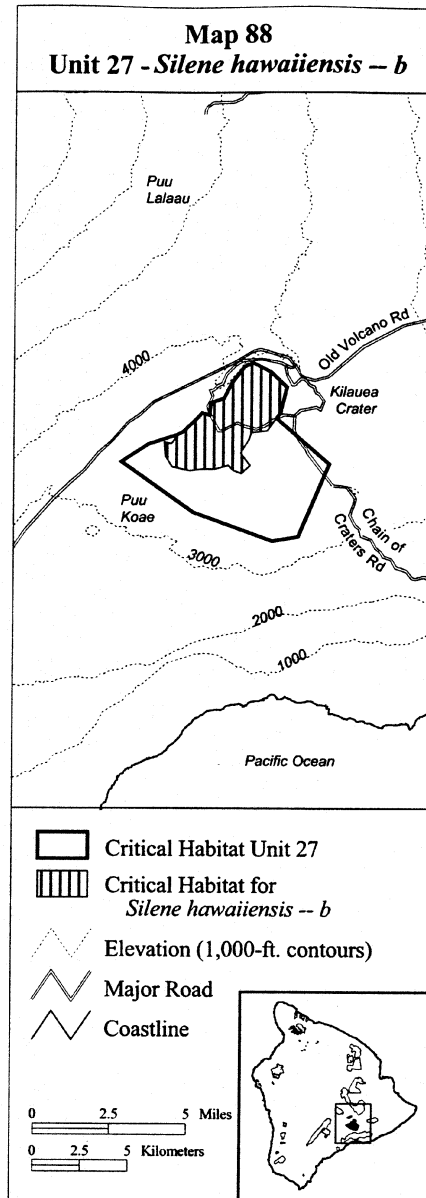 Map 88
Unit 27 - Silene hawaiiensis -- b
Puu
Lalaau
Old Volcano Rd
4000
Kilauea
Crater
Puu
Koae
Chain of
Craters Rd
3000
2000
1000
Pacific Ocean
Critical Habitat Unit 27
Critical Habitat for
Silene hawaiiensis -- b
Elevation (1,000-ft. contours)
Major Road
Coastline
0 2.5 5 Miles
0 2.5 5 Kilometers